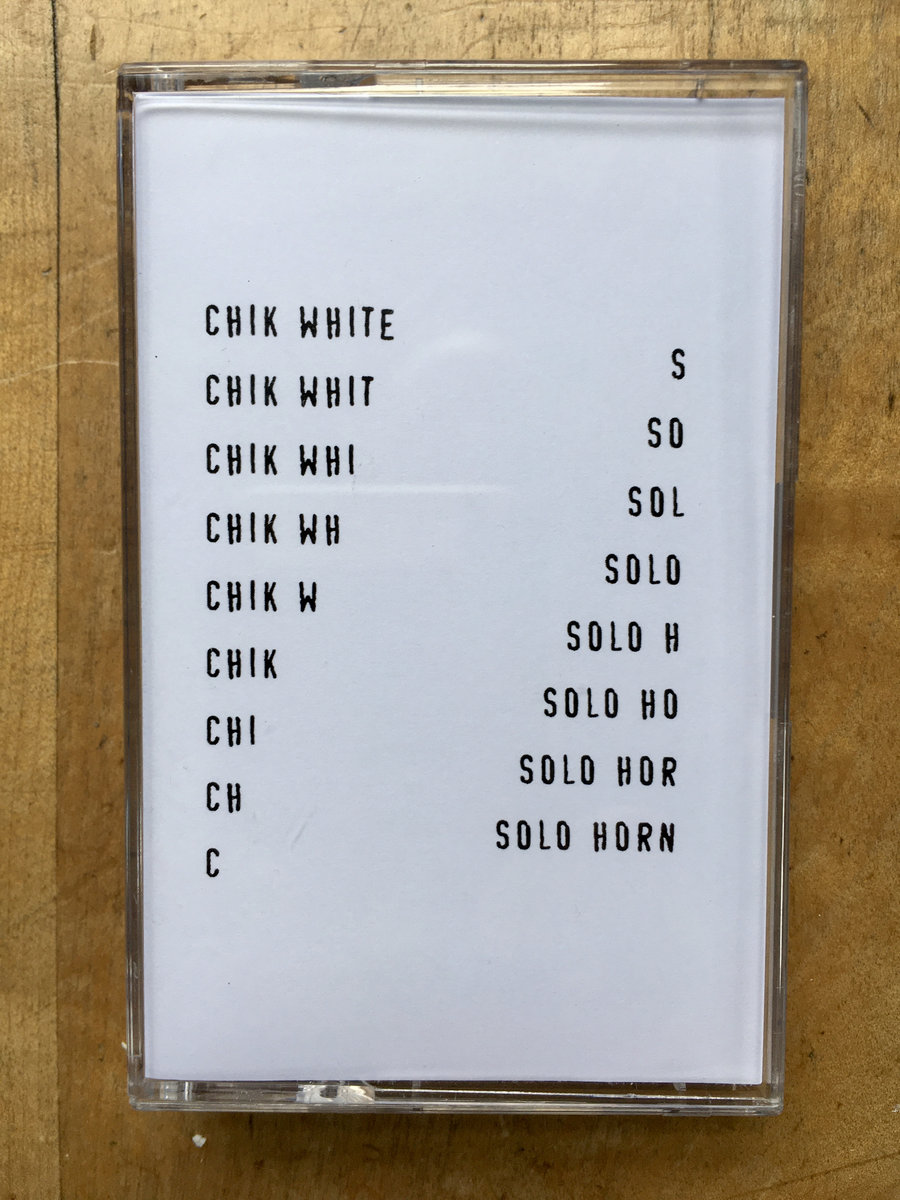 CHIK WHITE
CHIK WHIT
CHIK WHI
CHIK WH
CHIK W
CHIK
CHI
CH
C
S
SO
SOL
SOLO
SOLO H
SOLO HO
SOLO HOR
SOLO HORN